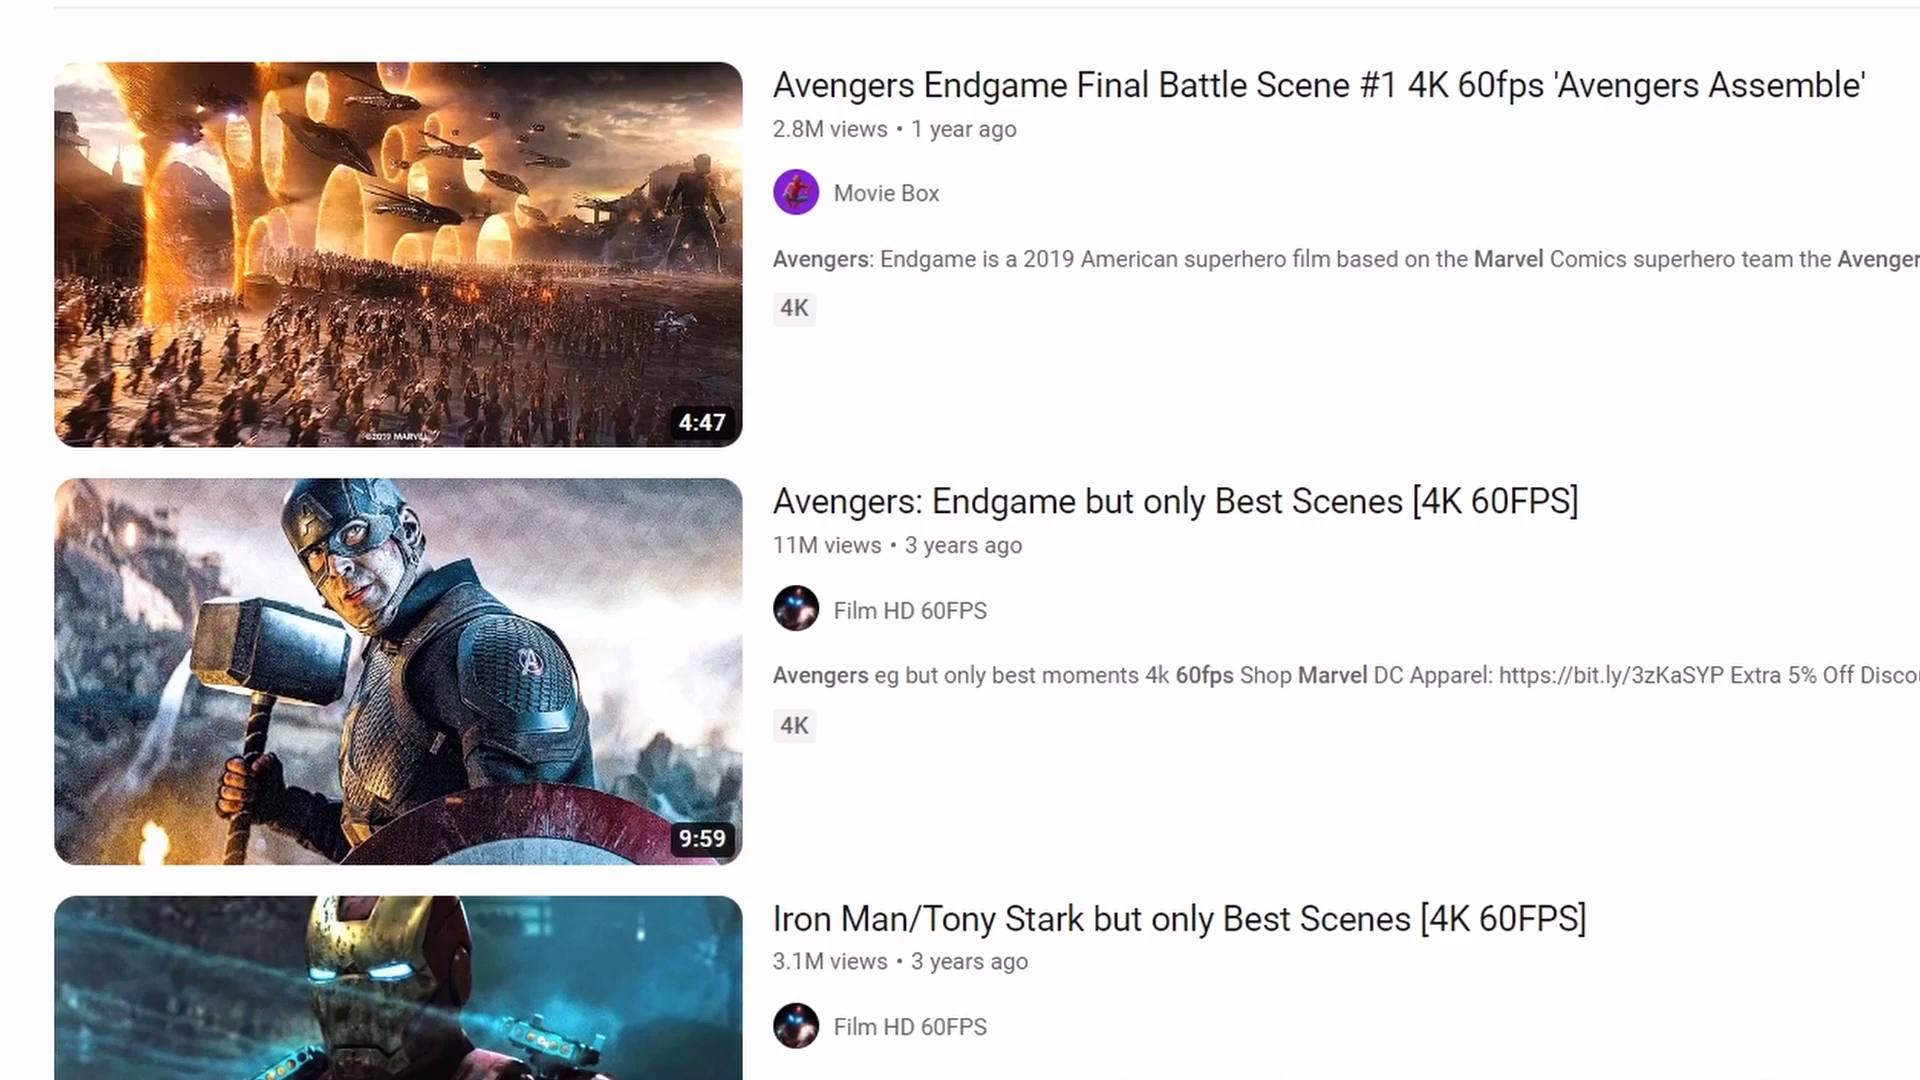 Avengers Endgame Final Battle Scene #1 4K 60fps 'Avengers Assemble'
2.8M views • 1 year ago
Movie Box
Avengers: Endgame is a 2019 American superhero film based on the Marvel Comics superhero team the Avenger
4K
4:47
©2019 MARVEL
Avengers: Endgame but only Best Scenes [4K 60FPS]
11M views • 3 years ago
Film HD 60FPS
Avengers eg but only best moments 4k 60fps Shop Marvel DC Apparel: https://bit.ly/3zKaSYP Extra 5% Off Disco
4K
9:59
Iron Man/Tony Stark but only Best Scenes [4K 60FPS]
3.1M views • 3 years ago
Film HD 60FPS